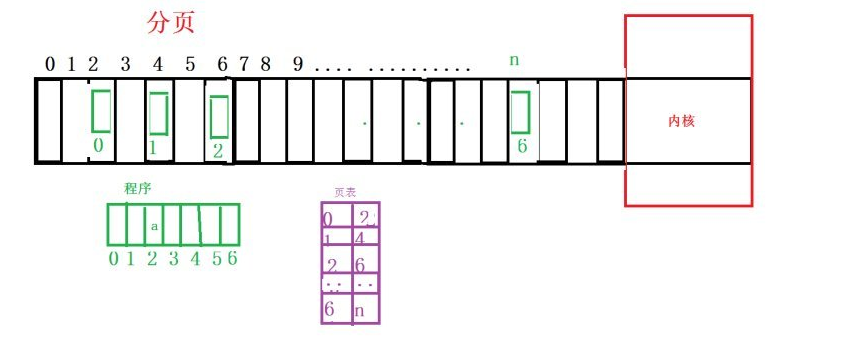 分页
0 1 2 3 4 5 6 7 8 9 .... ..........
n
0 1 2 . . . 6
内核
程序
a
0 1 2 3 4 5 6
页表
0 2
1 4
2 6
.. ..
6 n